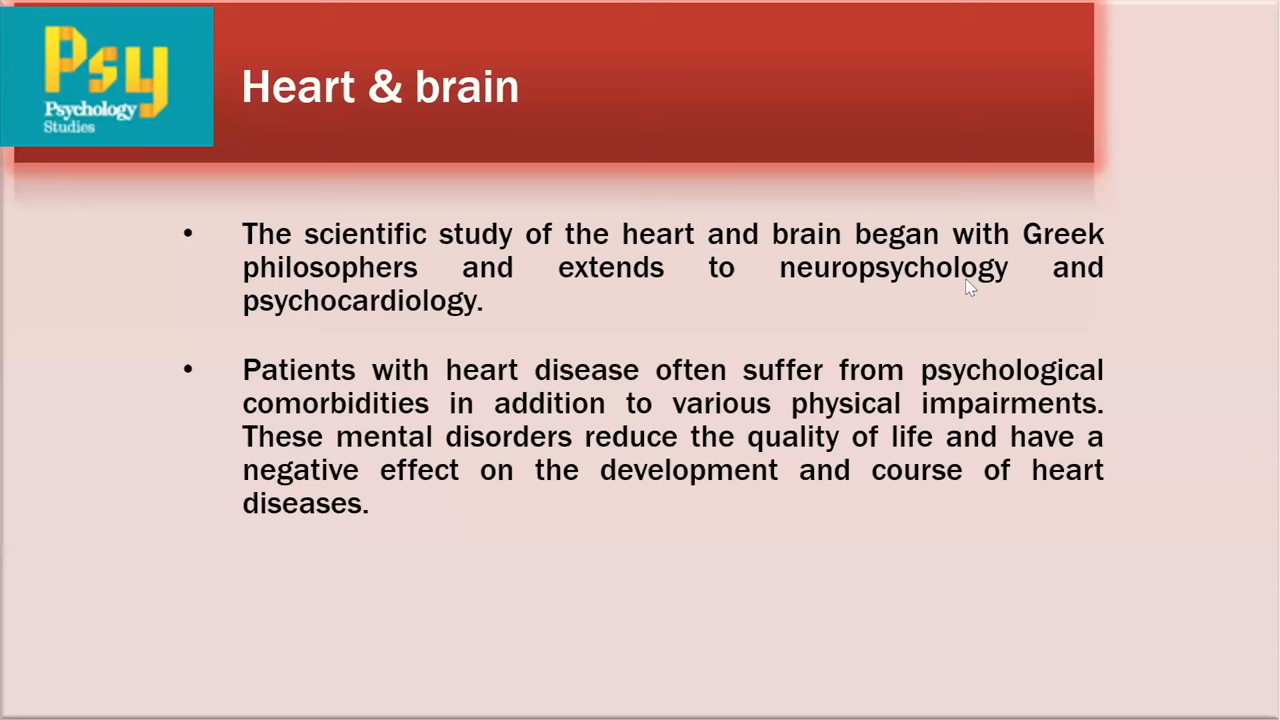 Psy
Psychology
Studies
Heart & brain
• The scientific study of the heart and brain began with Greek
philosophers and extends to neuropsychology and
psychocardiology.
• Patients with heart disease often suffer from psychological
comorbidities in addition to various physical impairments.
These mental disorders reduce the quality of life and have a
negative effect on the development and course of heart
diseases.